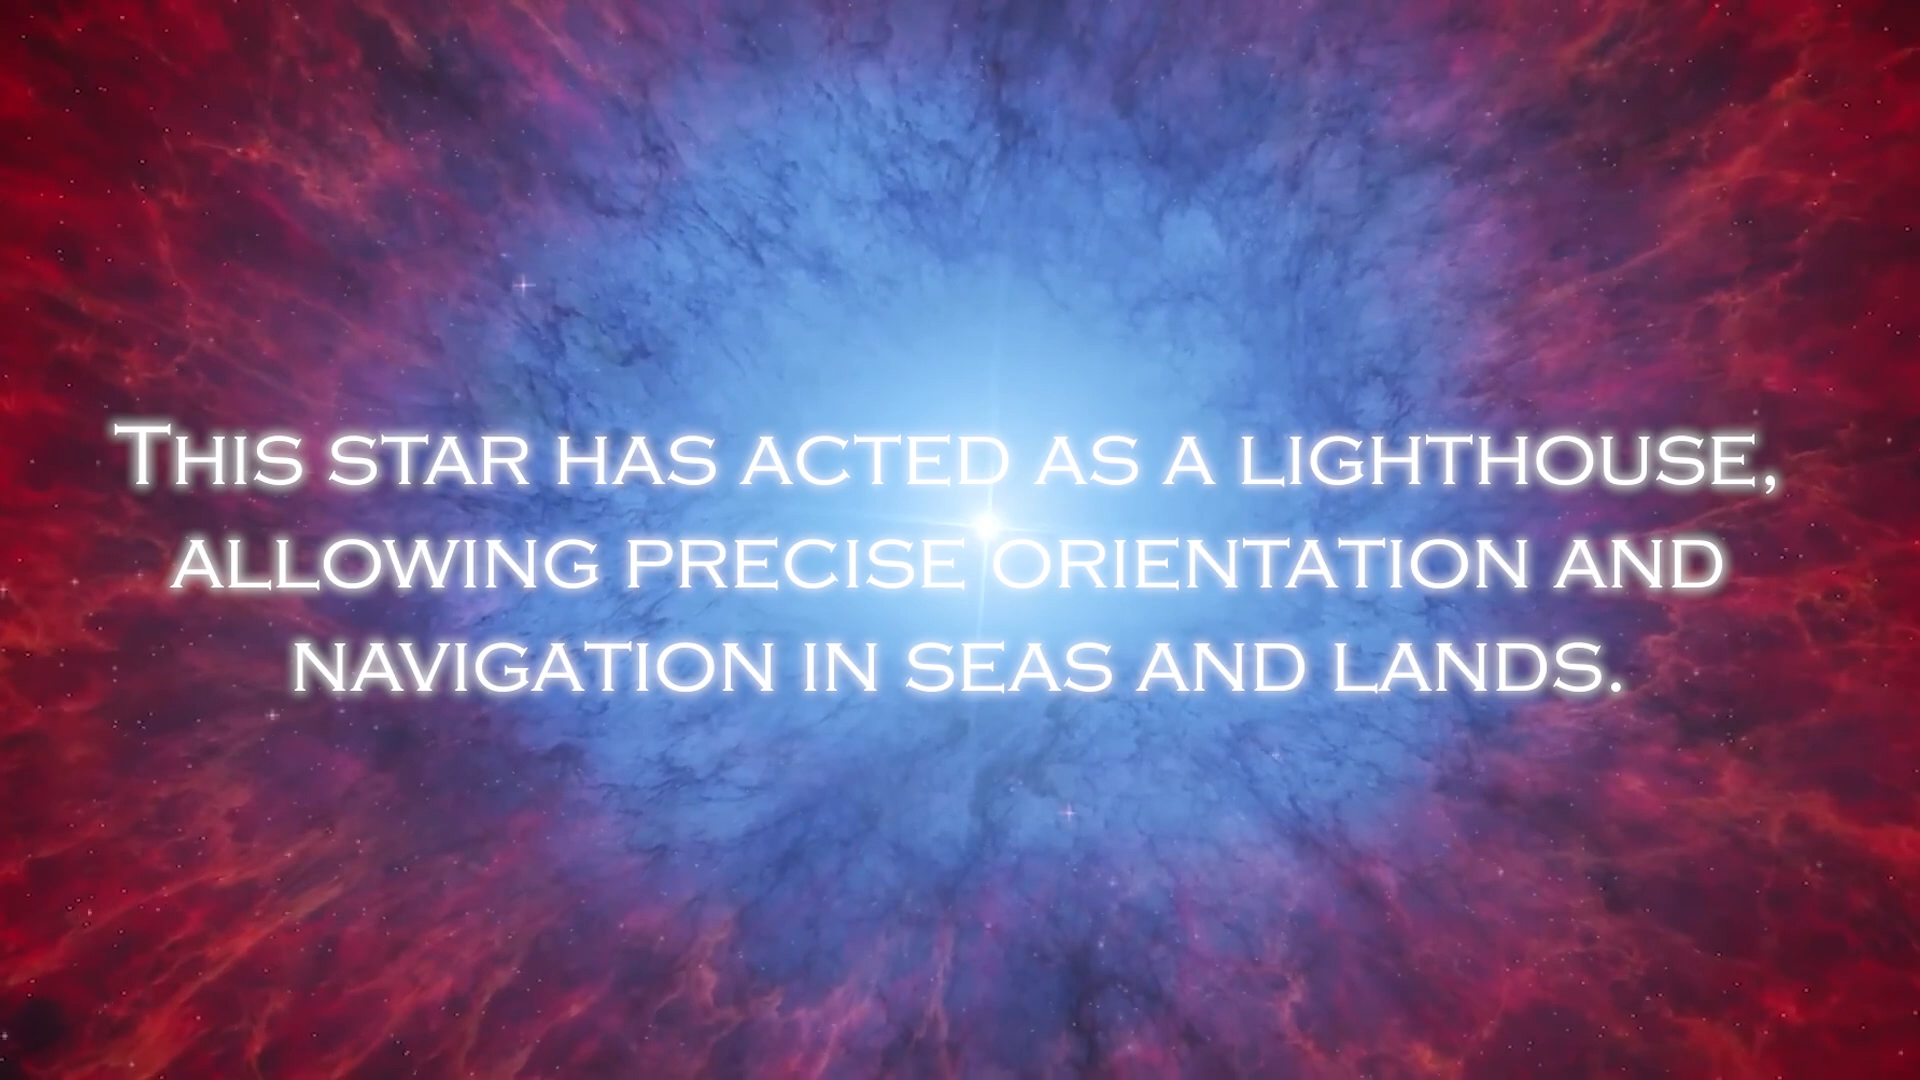 This star has acted as a lighthouse,
allowing precise orientation and
navigation in seas and lands.